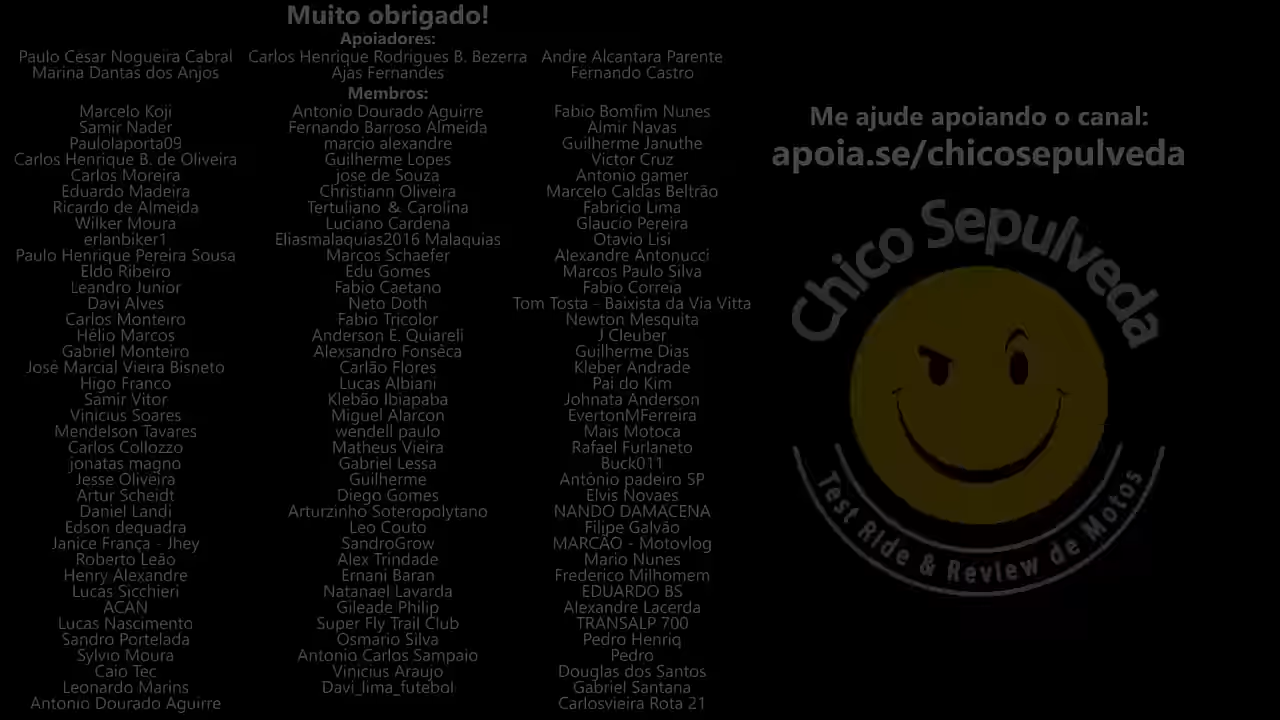 Muito obrigado!
Apoiadores:
Paulo Cesar Nogueira Cabral Carlos Henrique Rodrigues B. Bezerra Andre Alcantara Parente
Marina Dantas dos Anjos Ajas Fernandes Fernando Castro
Membros:
Marcelo Koji Antonio Dourado Aguirre Fabio Bomfim Nunes
Samir Nader Fernando Barroso Almeida Almir Navas
Paulolaporta09 marcio alexandre Guilherme Januthe
Carlos Henrique B. de Oliveira Guilherme Lopes Victor Cruz
Carlos Moreira jose de Souza Antonio gamer
Eduardo Madeira Christiann Oliveira Marcelo Caldas Beltrão
Ricardo de Almeida Tertuliano & Carolina Fabricio Lima
Wilker Moura Luciano Cardena Glaucio Pereira
erlanbiker1 Eliasmalaquias2016 Malaquias Otavio Lisi
Paulo Henrique Pereira Sousa Marcos Schaefer Alexandre Antonucci
Eldo Ribeiro Edu Gomes Marcos Paulo Silva
Leandro Junior Fabio Caetano Fabio Correia
Davi Alves Neto Doth Tom Tosta - Baixista da Via Vitta
Carlos Monteiro Fabio Tricolor Newton Mesquita
Hélio Marcos Anderson E. Quiareli J Cleuber
Gabriel Monteiro Alexsandro Fonsêca Guilherme Dias
José Marcial Vieira Bisneto Carlão Flores Kleber Andrade
Higo Franco Lucas Albiani Pai do Kim
Samir Vitor Klebão Ibiapaba Johnata Anderson
Vinicius Soares Miguel Alarcon EvertonMFerreira
Mendelson Tavares wendell paulo Mais Motoca
Carlos Collozzo Matheus Vieira Rafael Furlaneto
jonatas magno Gabriel Lessa Buck011
Jesse Oliveira Guilherme Antônio padeiro SP
Artur Scheidt Diego Gomes Elvis Novaes
Daniel Landi Arturzinho Soteropolytano NANDO DAMACENA
Edson dequadra Leo Couto Filipe Galvão
Janice França - Jhey SandroGrow MARCÃO - Motovlog
Roberto Leão Alex Trindade Mario Nunes
Henry Alexandre Ernani Baran Frederico Milhomem
Lucas Sicchieri Natanael Lavarda EDUARDO BS
ACAN Gileade Philip Alexandre Lacerda
Lucas Nascimento Super Fly Trail Club TRANSALP 700
Sandro Portelada Osmario Silva Pedro Henriq
Sylvio Moura Antonio Carlos Sampaio Pedro
Caio Tec Vinicius Araujo Douglas dos Santos
Leonardo Marins Davi_lima_futebol Gabriel Santana
Antonio Dourado Aguirre Carlosvieira Rota 21
Me ajude apoiando o canal:
apoia.se/chicosepulveda
Chico Sepulveda
Test Ride & Review de Motos